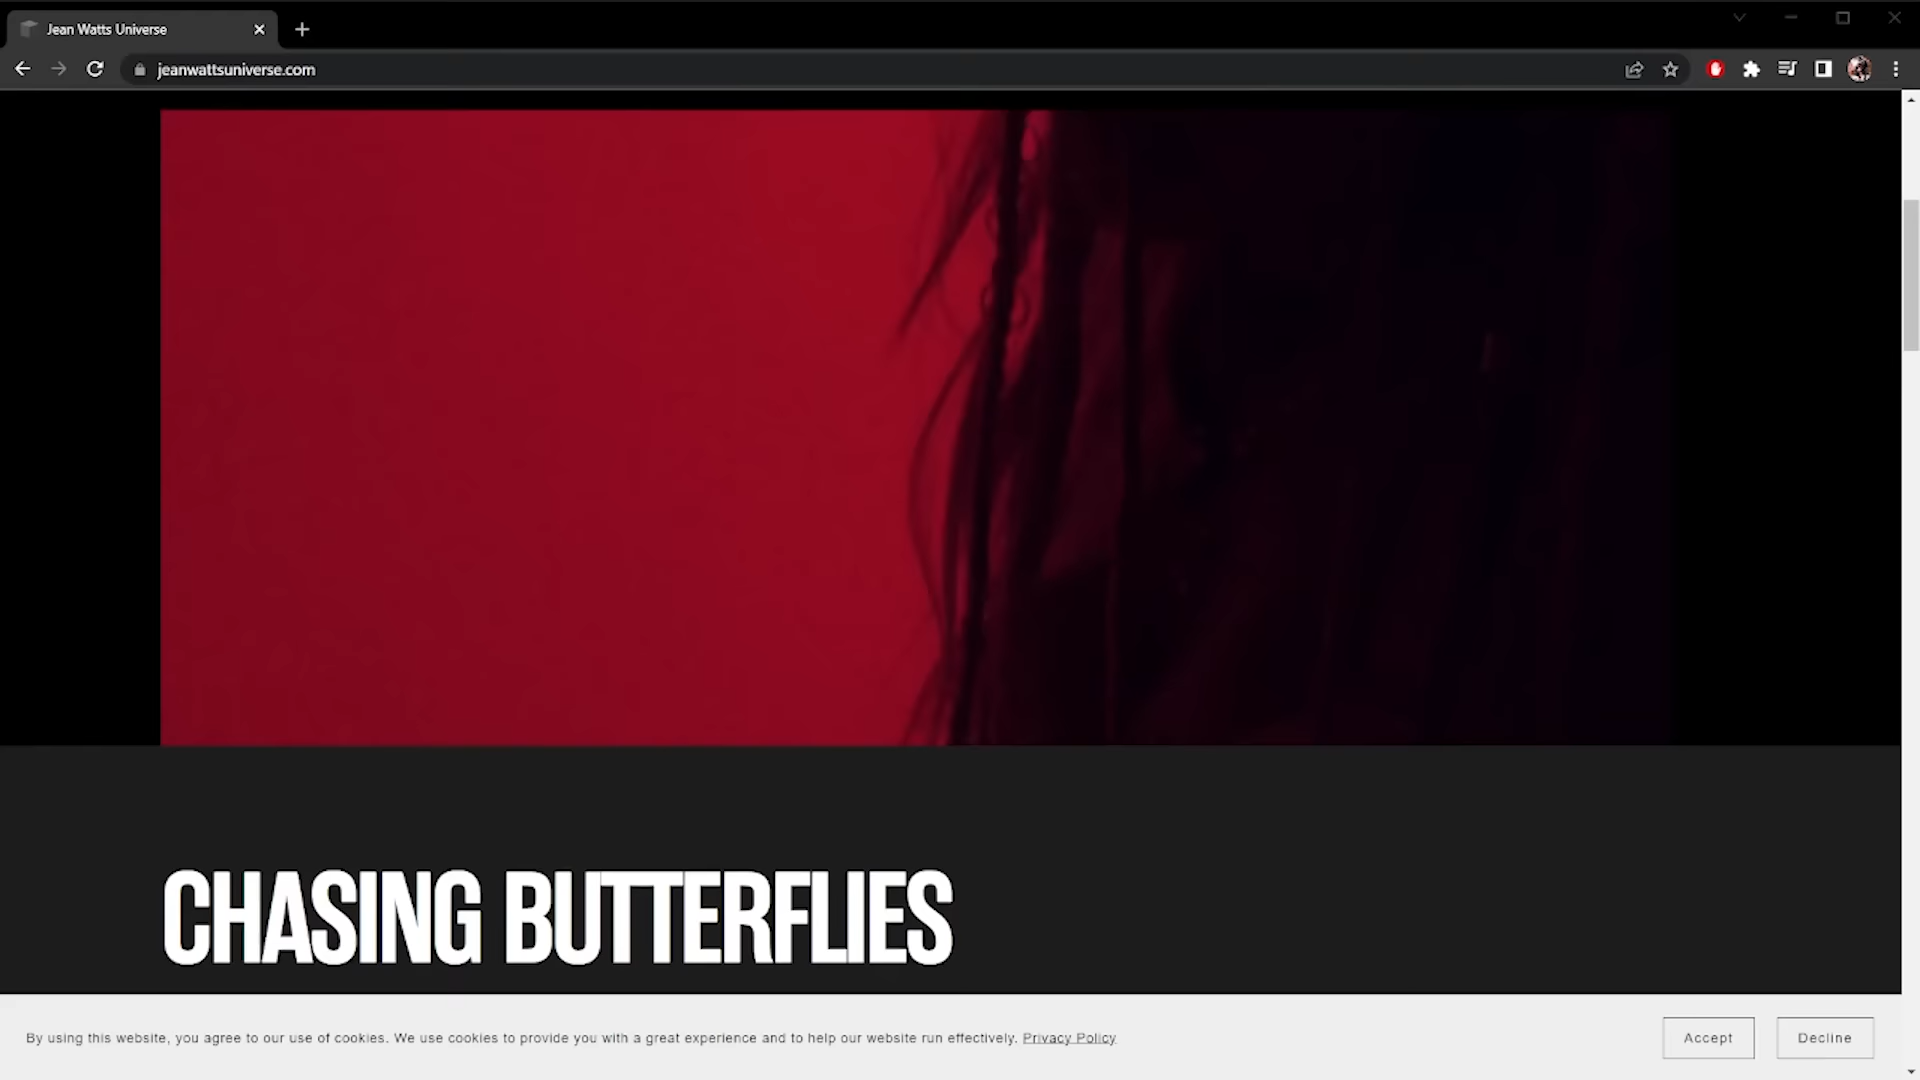 Jean Watts Universe
jeanwattsuniverse.com
CHASING BUTTERFLIES
By using this website, you agree to our use of cookies. We use cookies to provide you with a great experience and to help our website run effectively. Privacy Policy
Accept
Decline